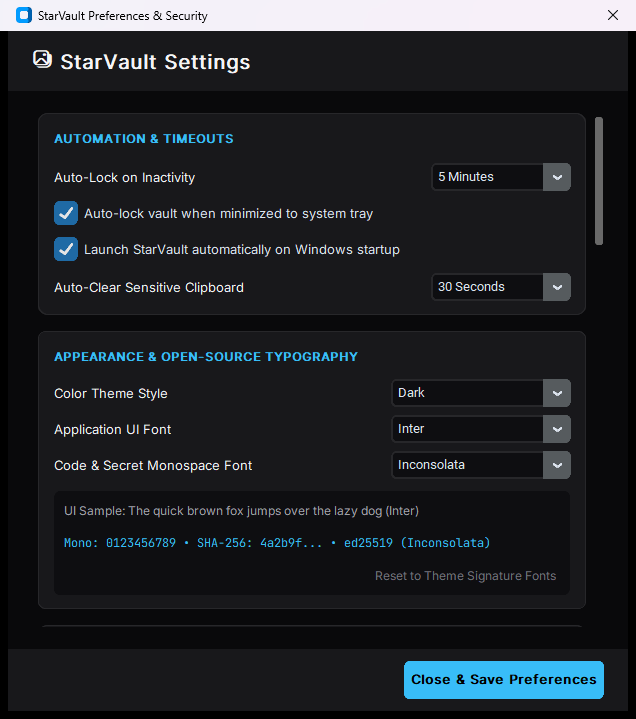 StarVault Preferences & Security
StarVault Settings
AUTOMATION & TIMEOUTS
Auto-Lock on Inactivity
5 Minutes
Auto-lock vault when minimized to system tray
Launch StarVault automatically on Windows startup
Auto-Clear Sensitive Clipboard
30 Seconds
APPEARANCE & OPEN-SOURCE TYPOGRAPHY
Color Theme Style
Dark
Application UI Font
Inter
Code & Secret Monospace Font
Inconsolata
UI Sample: The quick brown fox jumps over the lazy dog (Inter)
Mono: 0123456789 • SHA-256: 4a2b9f... • ed25519 (Inconsolata)
Reset to Theme Signature Fonts
Close & Save Preferences